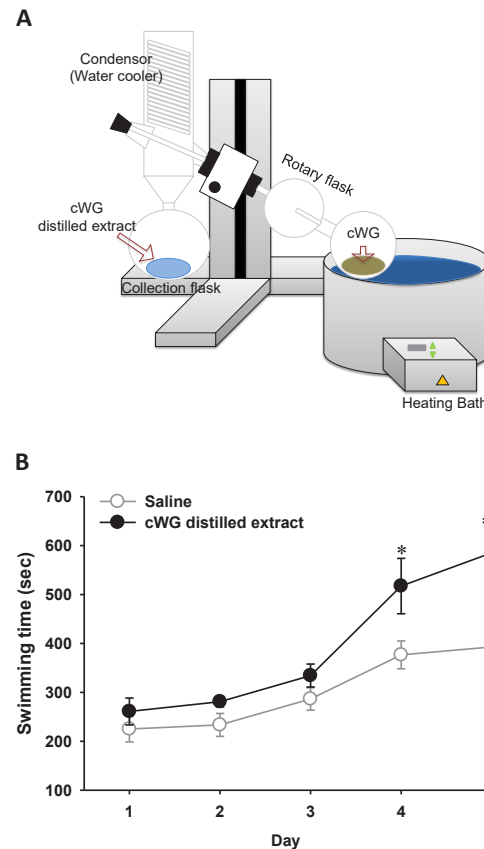 A
Condensor
(Water cooler)
Rotary flask
cWG
distilled extract
cWG
Collection flask
Heating Bath
B
700
600
500
400
300
200
100
Swimming time (sec)
Saline
cWG distilled extract
*
*
1
2
3
4
Day